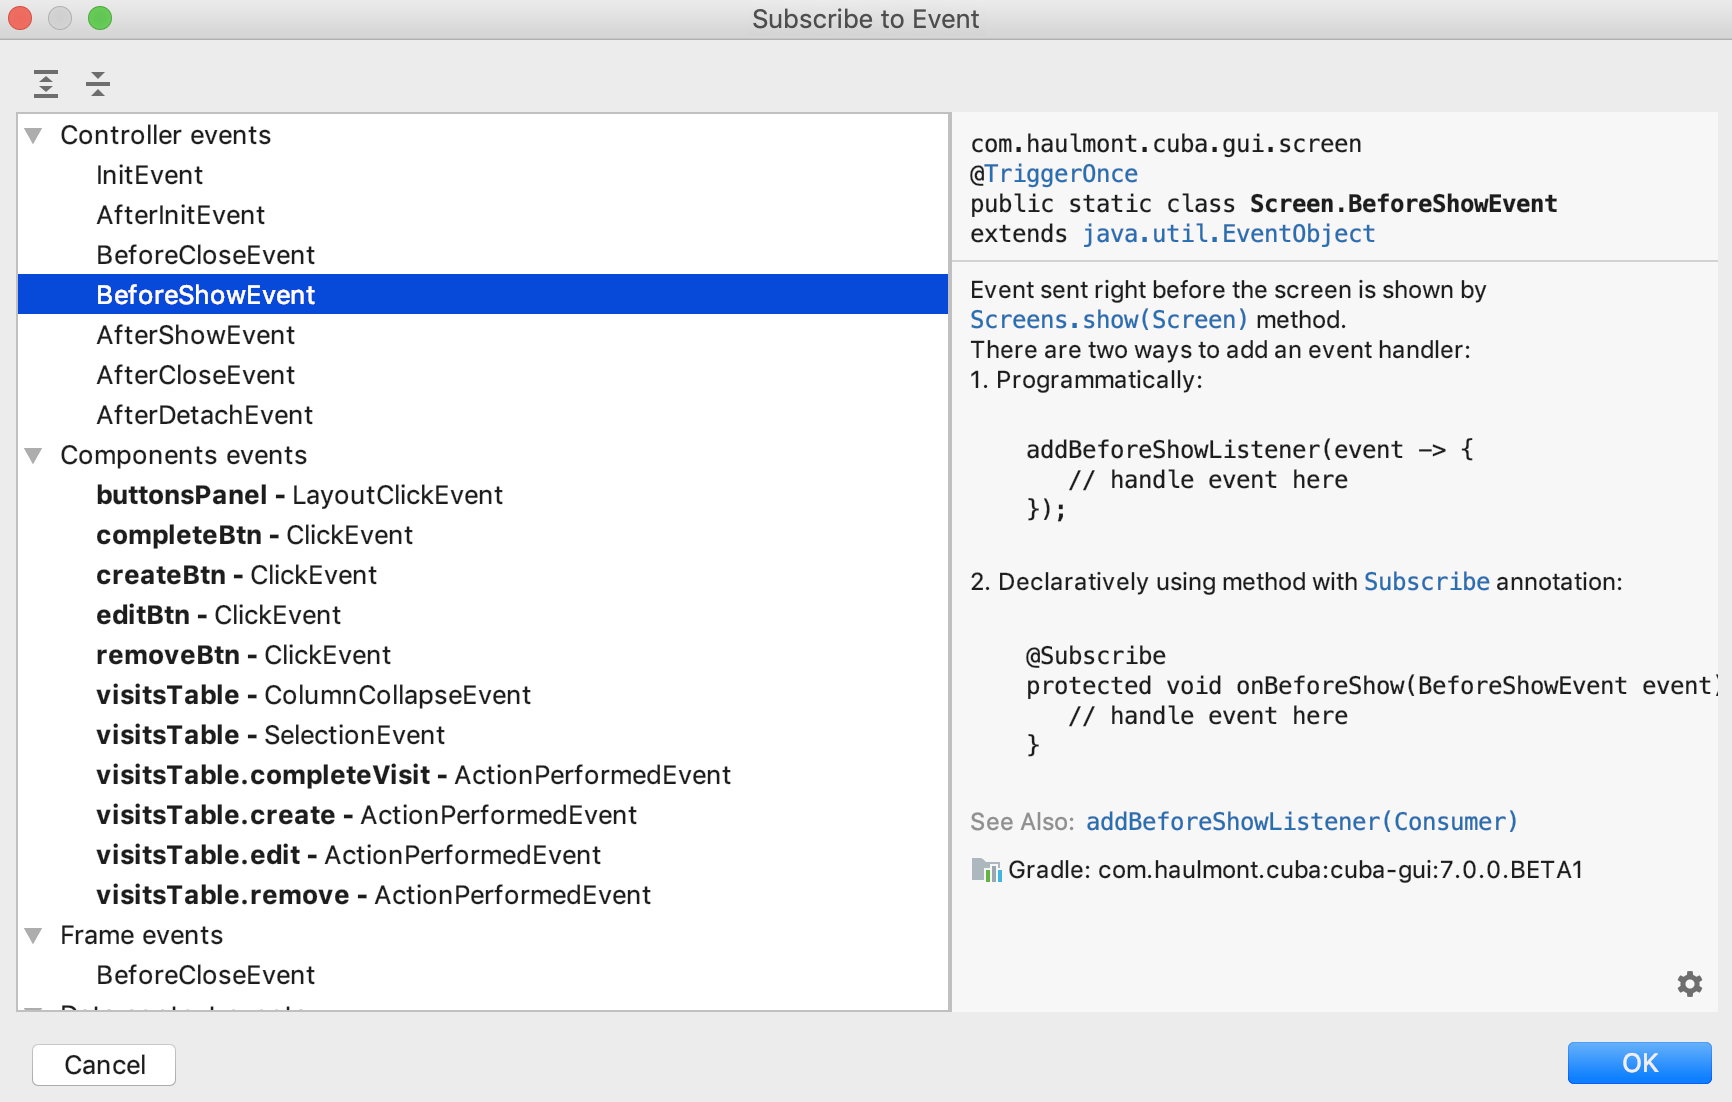 Subscribe to Event
Controller events
InitEvent
AfterInitEvent
BeforeCloseEvent
BeforeShowEvent
AfterShowEvent
AfterCloseEvent
AfterDetachEvent
Components events
buttonsPanel - LayoutClickEvent
completeBtn - ClickEvent
createBtn - ClickEvent
editBtn - ClickEvent
removeBtn - ClickEvent
visitsTable - ColumnCollapseEvent
visitsTable - SelectionEvent
visitsTable.completeVisit - ActionPerformedEvent
visitsTable.create - ActionPerformedEvent
visitsTable.edit - ActionPerformedEvent
visitsTable.remove - ActionPerformedEvent
Frame events
BeforeCloseEvent
com.haulmont.cuba.gui.screen
@TriggerOnce
public static class Screen.BeforeShowEvent
extends java.util.EventObject
Event sent right before the screen is shown by
Screens.show(Screen) method.
There are two ways to add an event handler:
1. Programmatically:
addBeforeShowListener(event -> {
// handle event here
});
2. Declaratively using method with Subscribe annotation:
@Subscribe
protected void onBeforeShow(BeforeShowEvent event)
// handle event here
}
See Also: addBeforeShowListener(Consumer)
Gradle: com.haulmont.cuba:cuba-gui:7.0.0.BETA1
Cancel
OK